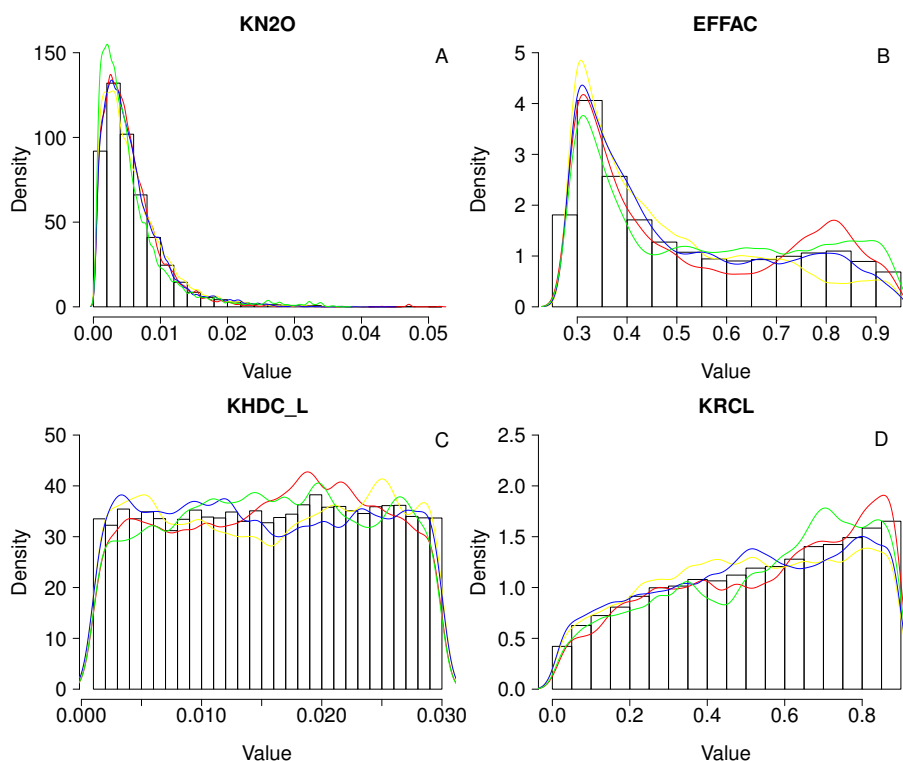 KN2O
A
Density
150
100
50
0
0.00 0.01 0.02 0.03 0.04 0.05
Value
EFFAC
B
Density
5
4
3
2
1
0
0.3 0.4 0.5 0.6 0.7 0.8 0.9
Value
KHDC_L
C
Density
50
40
30
20
10
0
0.000 0.010 0.020 0.030
Value
KRCL
D
Density
2.5
2.0
1.5
1.0
0.5
0.0
0.0 0.2 0.4 0.6 0.8
Value